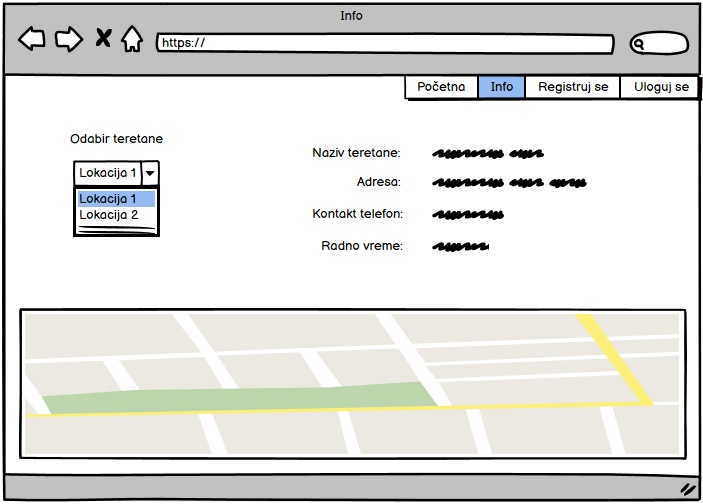 Info
https://
Početna Info Registruj se Uloguj se
Odabir teretane
Lokacija 1
Lokacija 1
Lokacija 2
Naziv teretane:
Adresa:
Kontakt telefon:
Radno vreme: